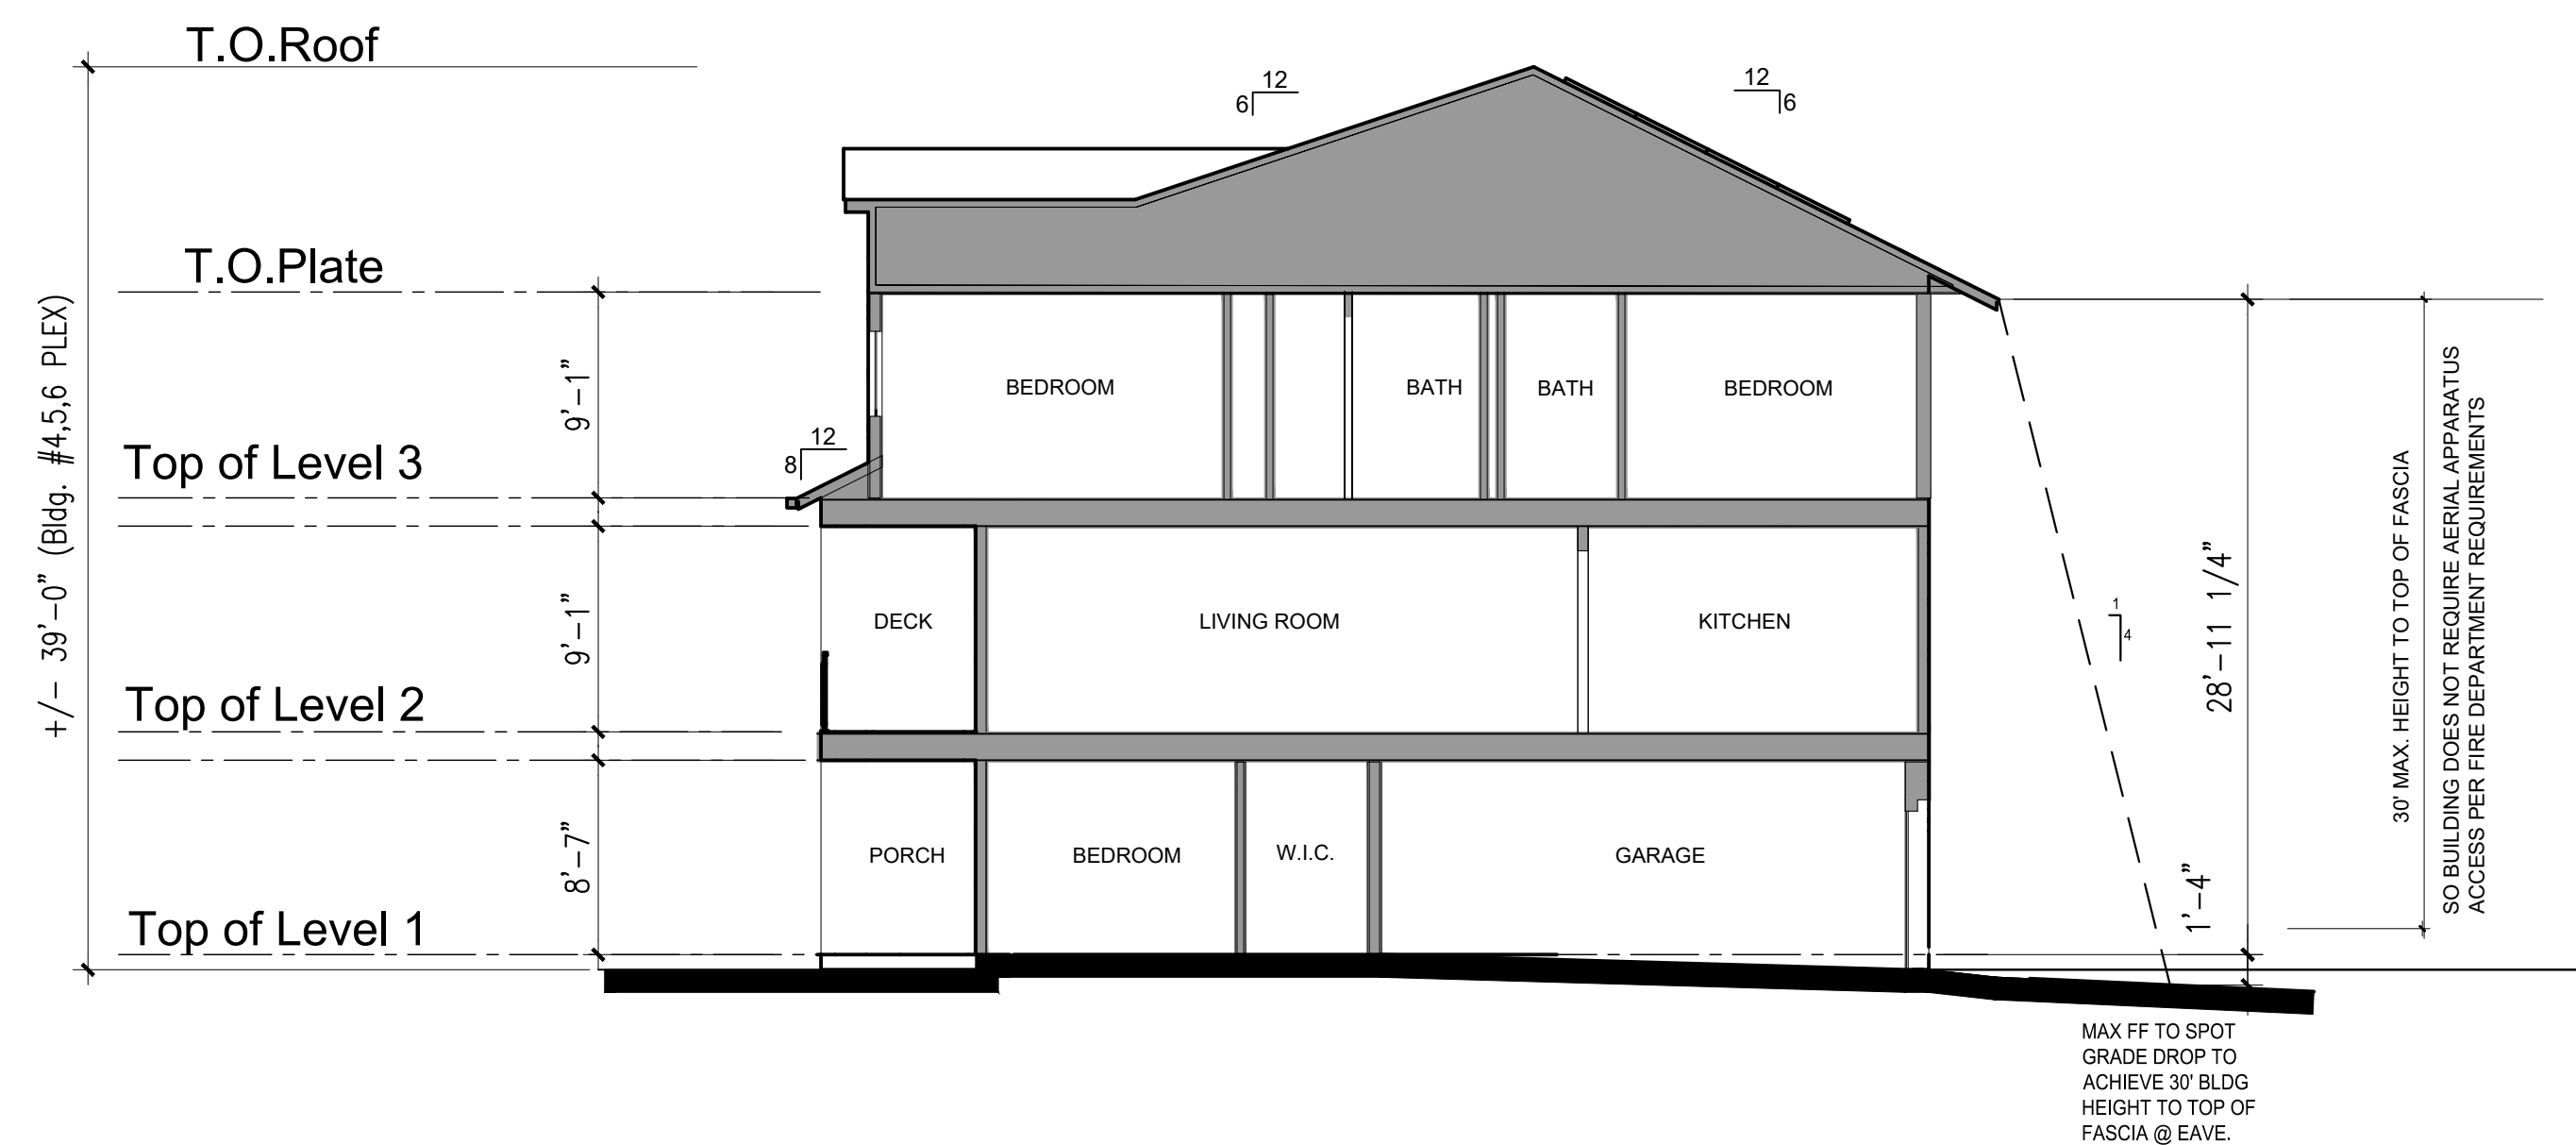 T.O.Roof
12
6
12
6
T.O.Plate
+/- 39'-0" (Bldg. #4,5,6 PLEX)
9'-1"
BEDROOM
BATH
BATH
BEDROOM
Top of Level 3
12
8
9'-1"
DECK
LIVING ROOM
KITCHEN
1
4
28'-11 1/4"
30' MAX. HEIGHT TO TOP OF FASCIA
SO BUILDING DOES NOT REQUIRE AERIAL APPARATUS
ACCESS PER FIRE DEPARTMENT REQUIREMENTS
Top of Level 2
8'-7"
PORCH
BEDROOM
W.I.C.
GARAGE
1'-4"
Top of Level 1
MAX FF TO SPOT
GRADE DROP TO
ACHIEVE 30' BLDG
HEIGHT TO TOP OF
FASCIA @ EAVE.